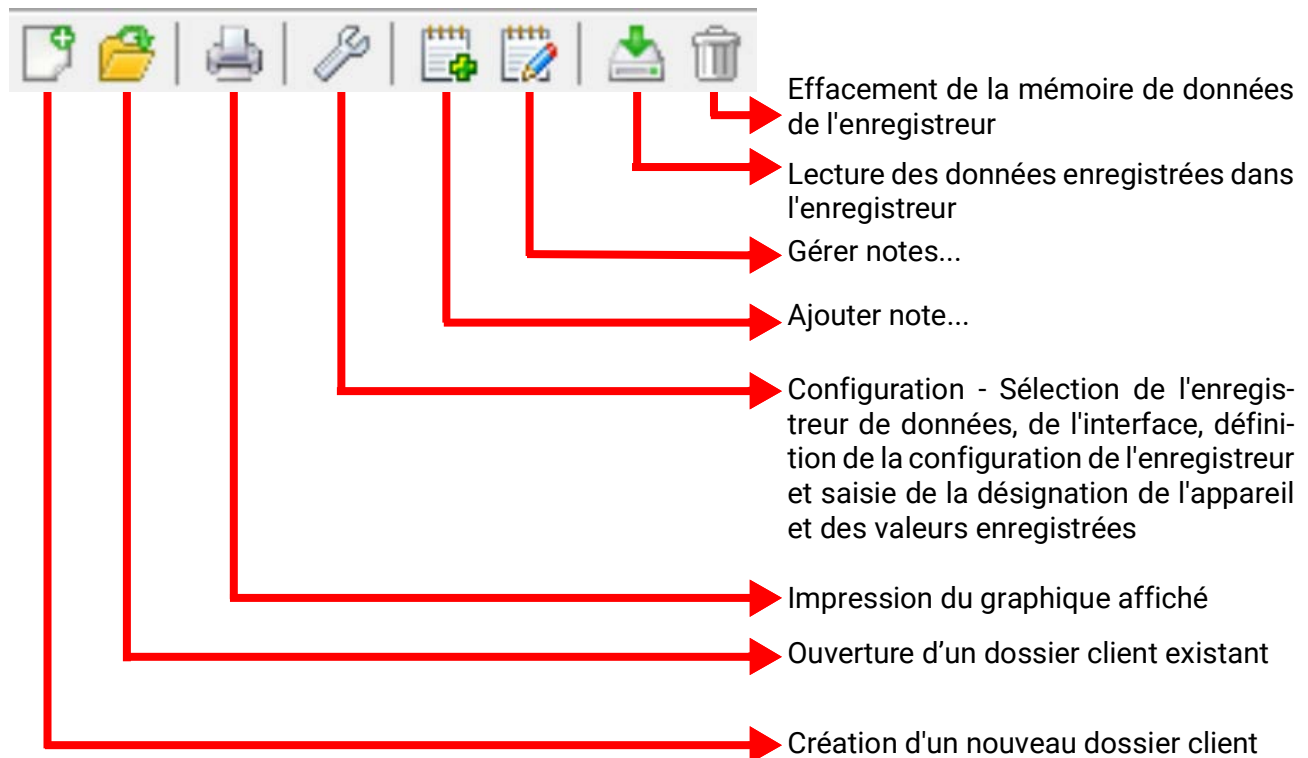 Effacement de la mémoire de données
de l'enregistreur
Lecture des données enregistrées dans
l'enregistreur
Gérer notes...
Ajouter note...
Configuration - Sélection de l'enregis-
treur de données, de l'interface, défini-
tion de la configuration de l'enregistreur
et saisie de la désignation de l'appareil
et des valeurs enregistrées
Impression du graphique affiché
Ouverture d’un dossier client existant
Création d'un nouveau dossier client